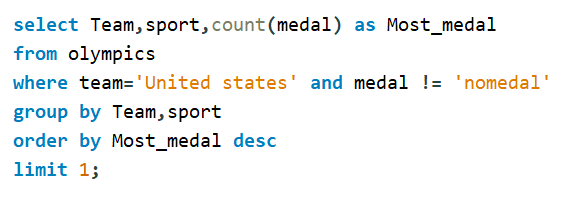 select Team,sport,count(medal) as Most_medal
from olympics
where team='United states' and medal != 'nomedal'
group by Team,sport
order by Most_medal desc
limit 1;